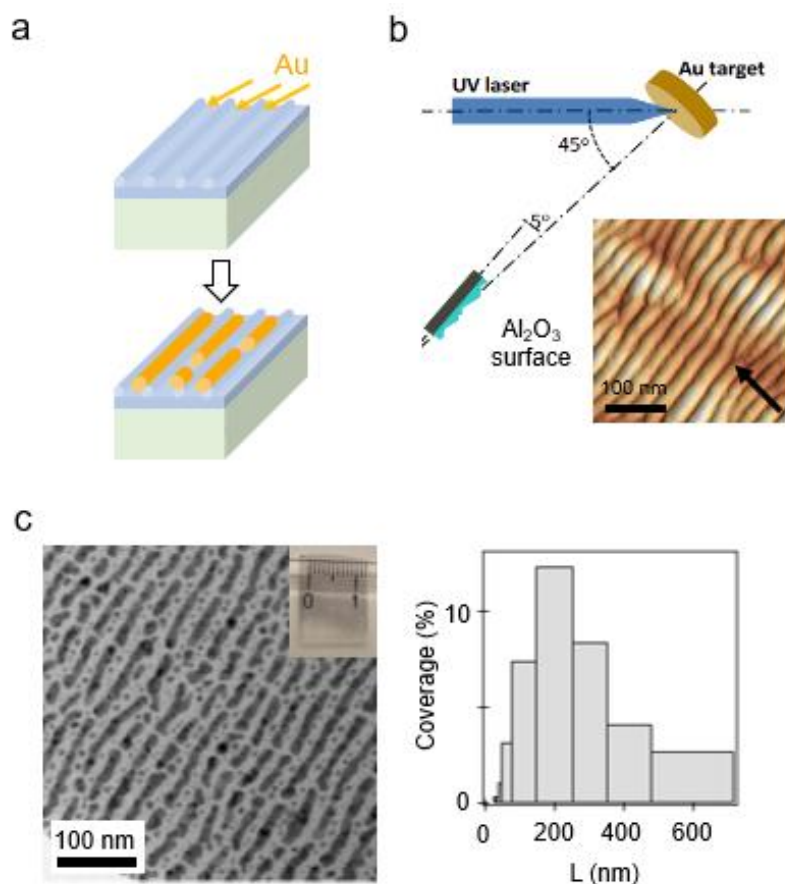 a
Au
b
UV laser
Au target
45°
5°
Al₂O₃
surface
100 nm
c
0 1
100 nm
Coverage (%)
10
0
0 200 400 600
L (nm)